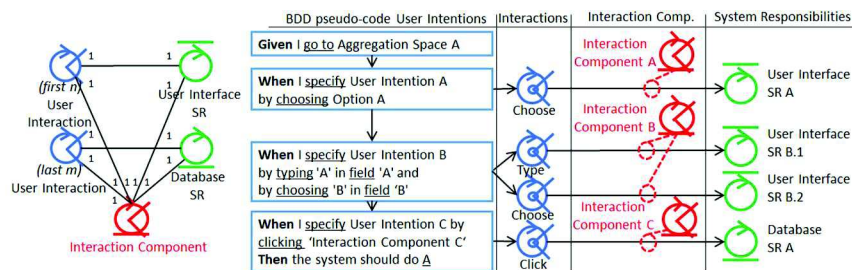 BDD pseudo-code User Intentions
Interactions
Interaction Comp.
System Responsibilities
1
1
1
1
(first n)
User
Interaction
User Interface
SR
1
1
1
1
(last m)
User Interaction
Database
SR
1
1
1
1
Interaction Component
Given I go to Aggregation Space A
When I specify User Intention A
by choosing Option A
When I specify User Intention B
by typing 'A' in field 'A' and
by choosing 'B' in field 'B'
When I specify User Intention C by
clicking 'Interaction Component C'
Then the system should do A
Choose
Type
Choose
Click
Interaction
Component A
Interaction
Component B
Interaction
Component C
User Interface
SR A
User Interface
SR B.1
User Interface
SR B.2
Database
SR A